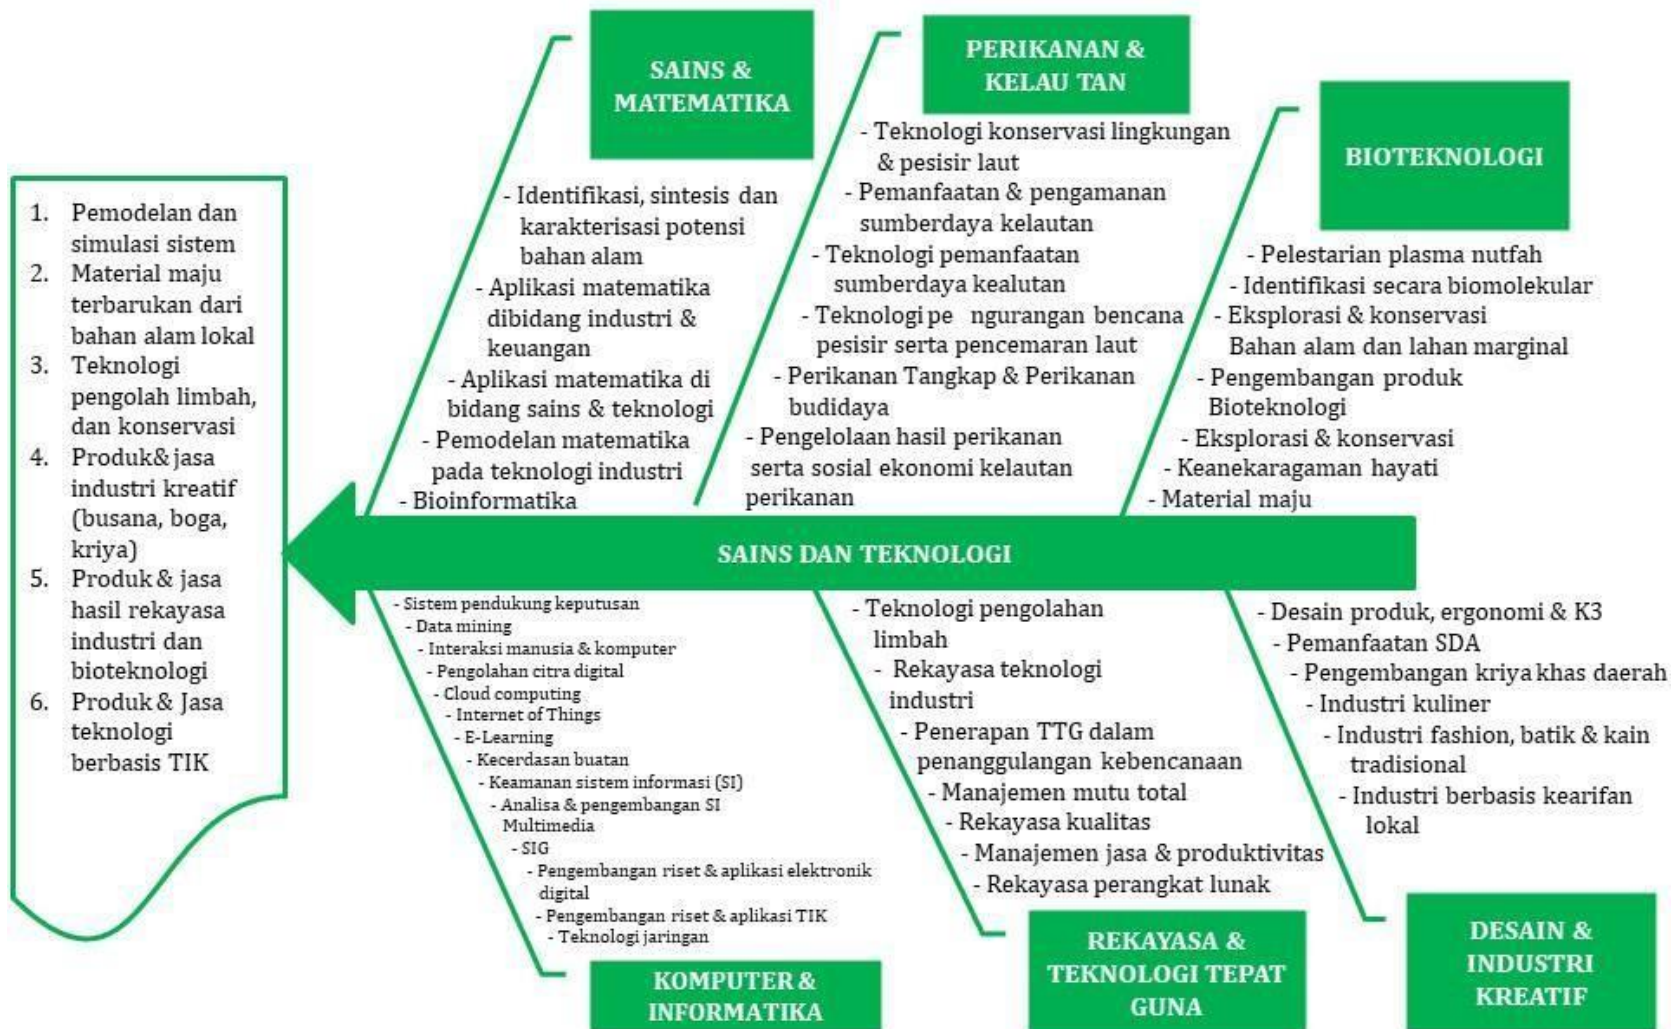 SAINS &
MATEMATIKA
- Identifikasi, sintesis dan
karakterisasi potensi
bahan alam
- Aplikasi matematika
dibidang industri &
keuangan
- Aplikasi matematika di
bidang sains & teknologi
- Pemodelan matematika
pada teknologi industri
- Bioinformatika
PERIKANAN &
KELAU TAN
- Teknologi konservasi lingkungan
& pesisir laut
- Pemanfaatan & pengamanan
sumberdaya kelautan
- Teknologi pemanfaatan
sumberdaya kealutan
- Teknologi pe ngurangan bencana
pesisir serta pencemaran laut
- Perikanan Tangkap & Perikanan
budidaya
- Pengelolaan hasil perikanan
serta sosial ekonomi kelautan
perikanan
BIOTEKNOLOGI
- Pelestarian plasma nutfah
- Identifikasi secara biomolekular
- Eksplorasi & konservasi
Bahan alam dan lahan marginal
- Pengembangan produk
Bioteknologi
- Eksplorasi & konservasi
- Keanekaragaman hayati
- Material maju
1. Pemodelan dan
simulasi sistem
2. Material maju
terbarukan dari
bahan alam lokal
3. Teknologi
pengolah limbah,
dan konservasi
4. Produk& jasa
industri kreatif
(busana, boga,
kriya)
5. Produk & jasa
hasil rekayasa
industri dan
bioteknologi
6. Produk & Jasa
teknologi
berbasis TIK
SAINS DAN TEKNOLOGI
- Sistem pendukung keputusan
- Data mining
- Interaksi manusia & komputer
- Pengolahan citra digital
- Cloud computing
- Internet of Things
- E-Learning
- Kecerdasan buatan
- Keamanan sistem informasi (SI)
- Analisa & pengembangan SI
Multimedia
- SIG
- Pengembangan riset & aplikasi elektronik
digital
- Pengembangan riset & aplikasi TIK
- Teknologi jaringan
KOMPUTER &
INFORMATIKA
- Teknologi pengolahan
limbah
- Rekayasa teknologi
industri
- Penerapan TTG dalam
penanggulangan kebencanaan
- Manajemen mutu total
- Rekayasa kualitas
- Manajemen jasa & produktivitas
- Rekayasa perangkat lunak
REKAYASA &
TEKNOLOGI TEPAT
GUNA
- Desain produk, ergonomi & K3
- Pemanfaatan SDA
- Pengembangan kriya khas daerah
- Industri kuliner
- Industri fashion, batik & kain
tradisional
- Industri berbasis kearifan
lokal
DESAIN &
INDUSTRI
KREATIF